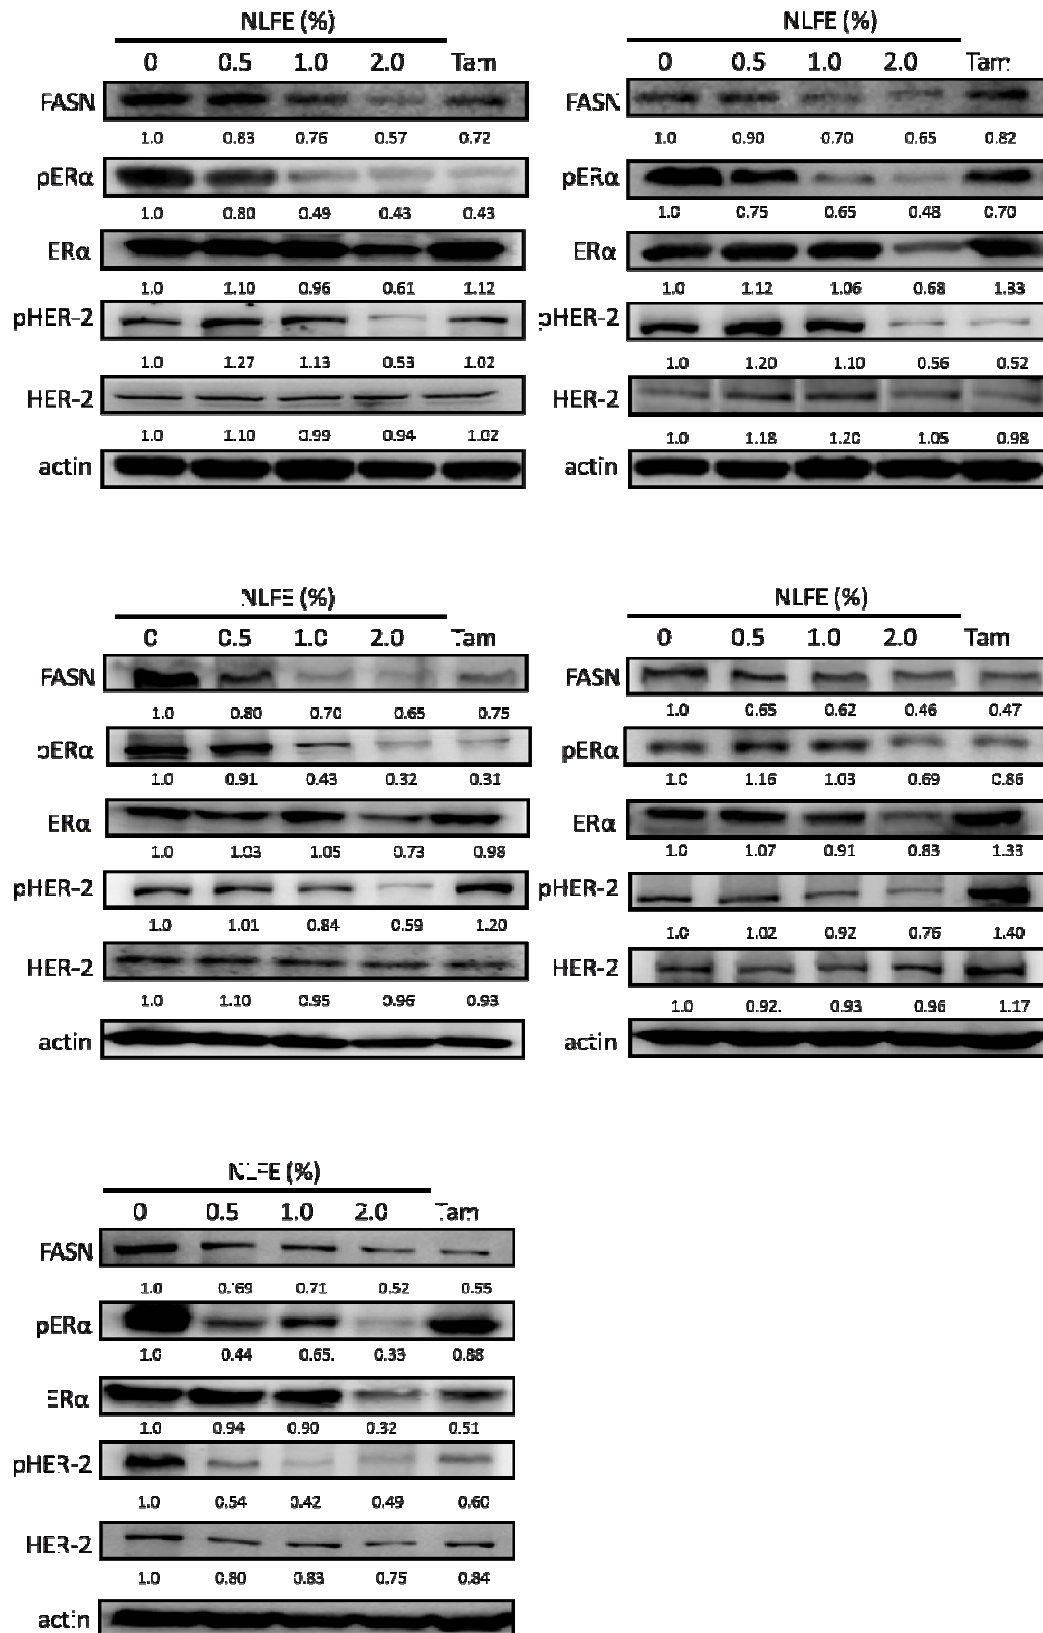 NLFE (%)
0 0.5 1.0 2.0 Tam
FASN
1.0 0.83 0.76 0.57 0.72
pERα
1.0 0.80 0.49 0.43 0.43
ERα
1.0 1.10 0.96 0.61 1.12
pHER-2
1.0 1.27 1.13 0.53 1.02
HER-2
1.0 1.10 0.99 0.94 1.02
actin
NLFE (%)
0 0.5 1.0 2.0 Tam
FASN
1.0 0.90 0.70 0.65 0.82
pERα
1.0 0.75 0.65 0.48 0.70
ERα
1.0 1.12 1.06 0.68 1.33
pHER-2
1.0 1.20 1.10 0.56 0.52
HER-2
1.0 1.18 1.20 1.05 0.98
actin
NLFE (%)
0 0.5 1.0 2.0 Tam
FASN
1.0 0.80 0.70 0.65 0.75
pERα
1.0 0.91 0.43 0.32 0.31
ERα
1.0 1.03 1.05 0.73 0.98
pHER-2
1.0 1.01 0.84 0.59 1.20
HER-2
1.0 1.10 0.95 0.96 0.93
actin
NLFE (%)
0 0.5 1.0 2.0 Tam
FASN
1.0 0.65 0.62 0.46 0.47
pERα
1.0 1.16 1.03 0.69 0.86
ERα
1.0 1.07 0.91 0.83 1.33
pHER-2
1.0 1.02 0.92 0.76 1.40
HER-2
1.0 0.92. 0.93 0.96 1.17
actin
NLFE (%)
0 0.5 1.0 2.0 Tam
FASN
1.0 0.'69 0.71 0.52 0.55
pERα
1.0 0.44 0.65. 0.33 0.88
ERα
1.0 0.94 0.90 0.32 0.51
pHER-2
1.0 0.54 0.42 0.49 0.60
HER-2
1.0 0.80 0.83 0.75 0.84
actin